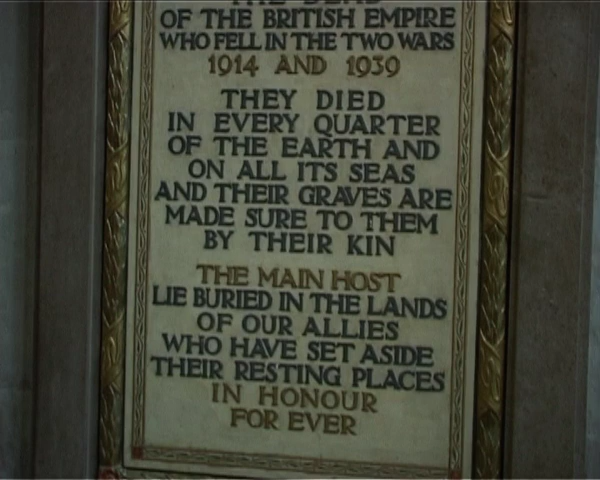 THE DEAD
OF THE BRITISH EMPIRE
WHO FELL IN THE TWO WARS
1914 AND 1939
THEY DIED
IN EVERY QUARTER
OF THE EARTH AND
ON ALL ITS SEAS
AND THEIR GRAVES ARE
MADE SURE TO THEM
BY THEIR KIN
THE MAIN HOST
LIE BURIED IN THE LANDS
OF OUR ALLIES
WHO HAVE SET ASIDE
THEIR RESTING PLACES
IN HONOUR
FOR EVER